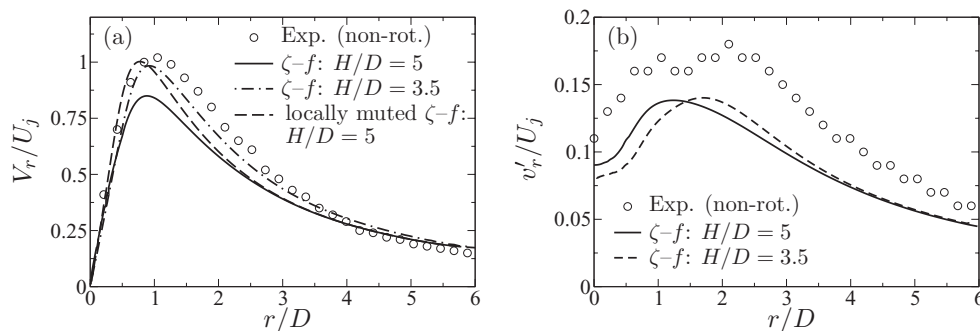 (a)
Exp. (non-rot.)
ζ–f: H/D = 5
ζ–f: H/D = 3.5
locally muted ζ–f:
H/D = 5
V_r/U_j
1
0.75
0.5
0.25
0
0 1 2 3 4 5 6
r/D
(b)
v′_r/U_j
0.2
0.15
0.1
0.05
0
Exp. (non-rot.)
ζ–f: H/D = 5
ζ–f: H/D = 3.5
0 1 2 3 4 5 6
r/D